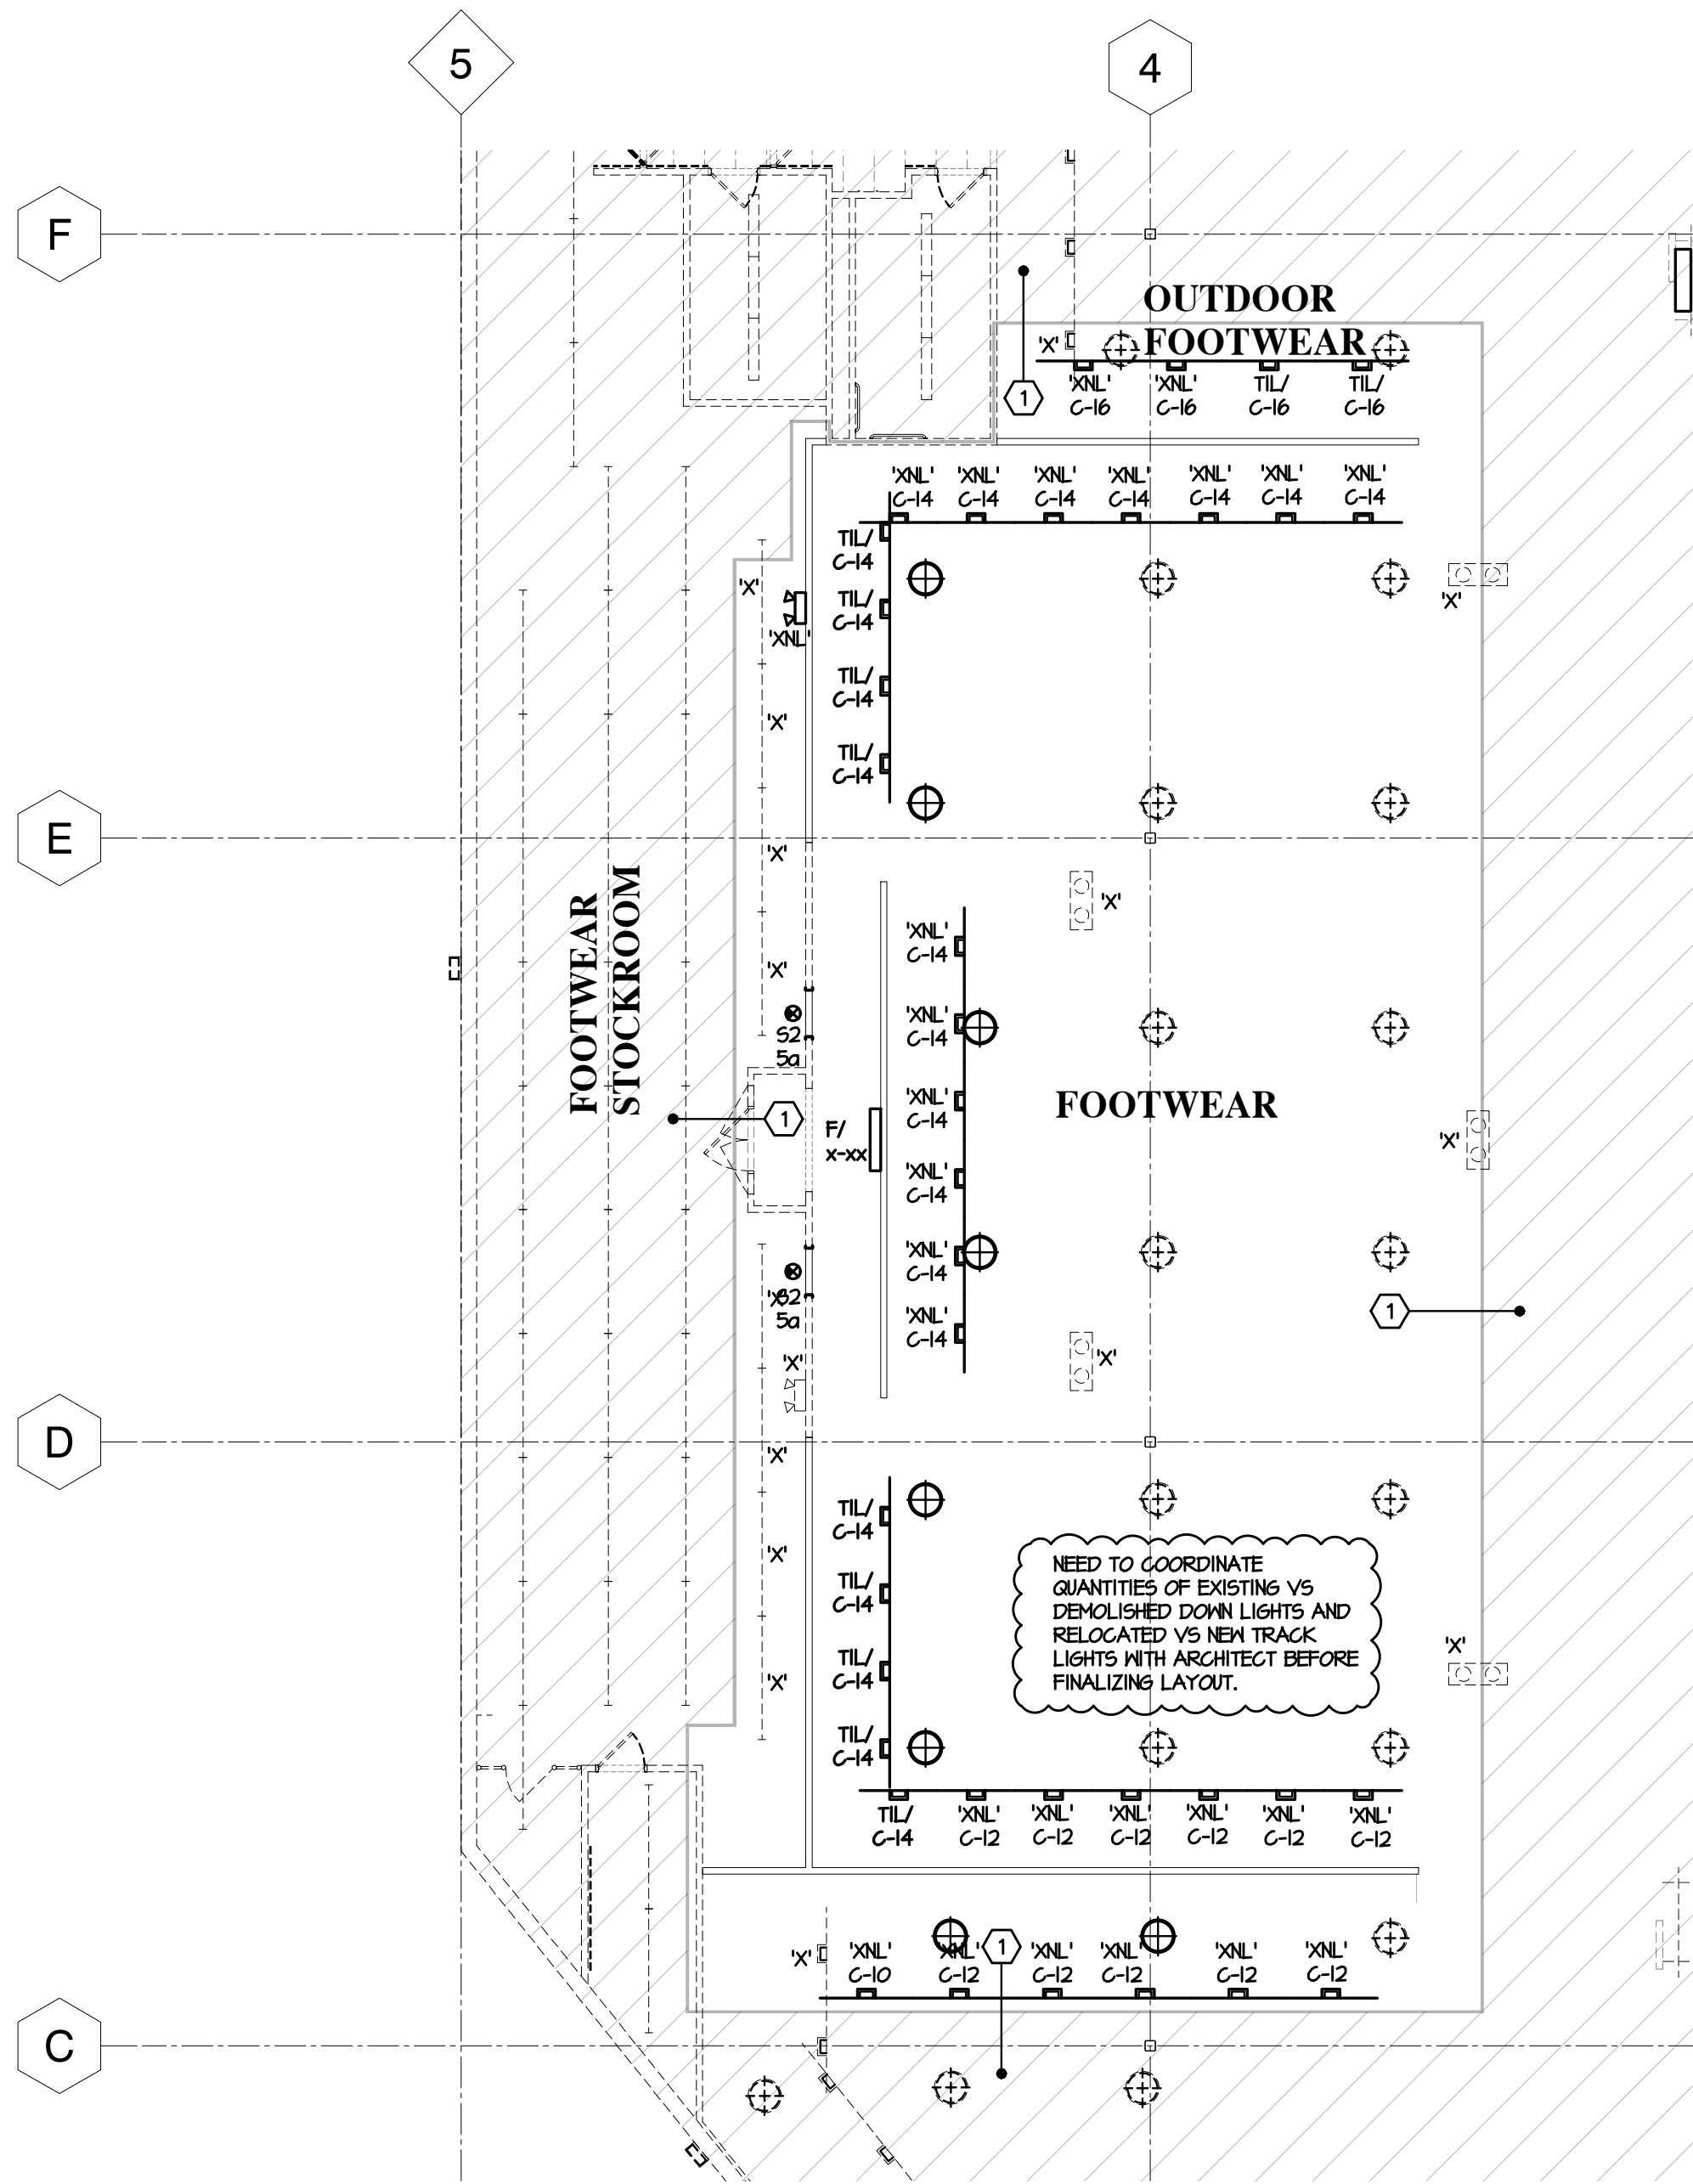 5
4
F
OUTDOOR
FOOTWEAR
'X'
1
'XNL'
C-16
'XNL'
C-16
TIL/
C-16
TIL/
C-16
'XNL'
C-14
'XNL'
C-14
'XNL'
C-14
'XNL'
C-14
'XNL'
C-14
'XNL'
C-14
'XNL'
C-14
TIL/
C-14
TIL/
C-14
TIL/
C-14
TIL/
C-14
'X'
'XNL'
'X'
'X'
E
'X'
'X'
'X'
FOOTWEAR
STOCKROOM
'XNL'
C-14
'XNL'
C-14
'XNL'
C-14
'XNL'
C-14
'XNL'
C-14
'XNL'
C-14
S2
5a
1
F/
x-xx
FOOTWEAR
'X'
'X'
S2
5a
1
'X'
'X'
D
'X'
'X'
'X'
TIL/
C-14
TIL/
C-14
TIL/
C-14
TIL/
C-14
NEED TO COORDINATE
QUANTITIES OF EXISTING VS
DEMOLISHED DOWN LIGHTS AND
RELOCATED VS NEW TRACK
LIGHTS WITH ARCHITECT BEFORE
FINALIZING LAYOUT.
'X'
TIL/
C-14
'XNL'
C-12
'XNL'
C-12
'XNL'
C-12
'XNL'
C-12
'XNL'
C-12
'XNL'
C-12
'X'
'XNL'
C-10
'XNL'
C-12
1
'XNL'
C-12
'XNL'
C-12
'XNL'
C-12
'XNL'
C-12
C